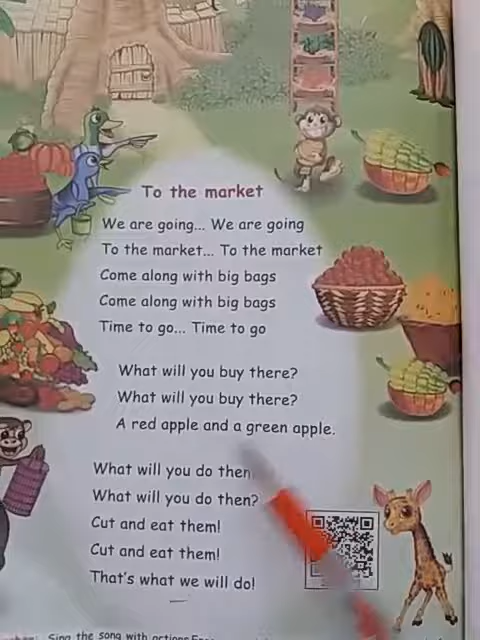 To the market
We are going... We are going
To the market... To the market
Come along with big bags
Come along with big bags
Time to go... Time to go
What will you buy there?
What will you buy there?
A red apple and a green apple.
What will you do then
What will you do then?
Cut and eat them!
Cut and eat them!
That's what we will do!
Sing the song with actions